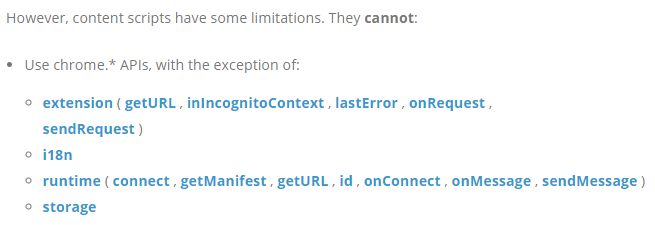 However, content scripts have some limitations. They cannot:
• Use chrome.* APIs, with the exception of:
○ extension ( getURL , inIncognitoContext , lastError , onRequest ,
sendRequest )
○ i18n
○ runtime ( connect , getManifest , getURL , id , onConnect , onMessage , sendMessage )
○ storage